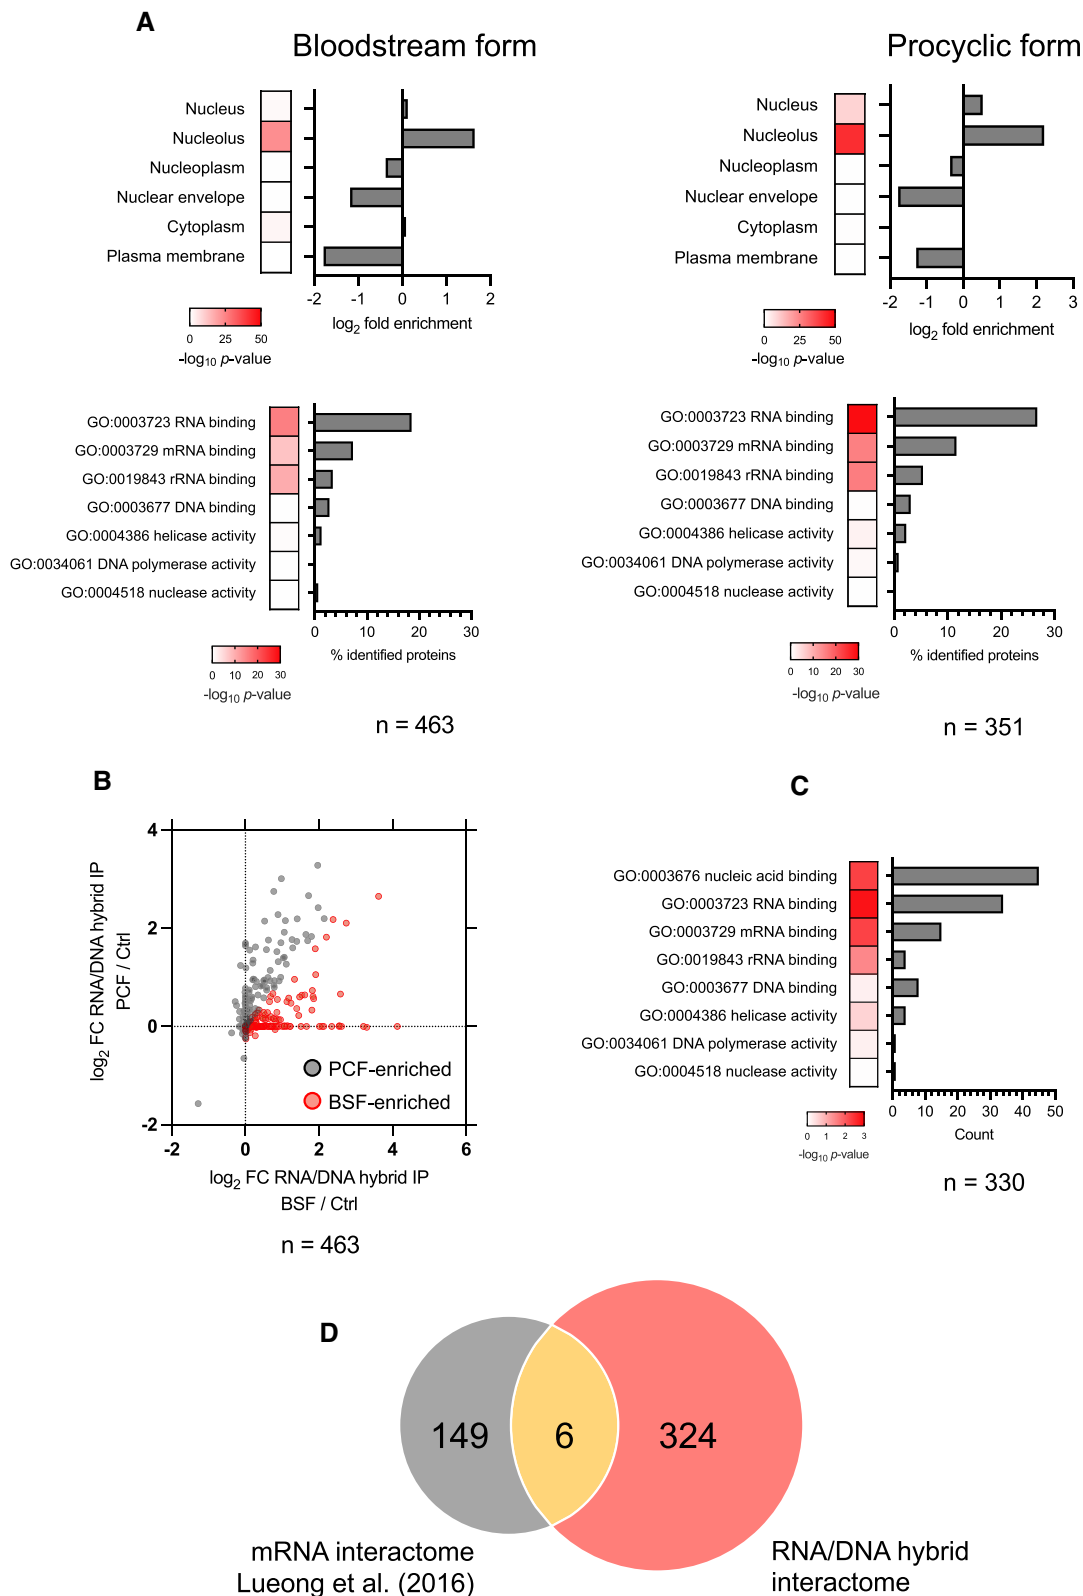 A
Bloodstream form
Nucleus
Nucleolus
Nucleoplasm
Nuclear envelope
Cytoplasm
Plasma membrane
-2 -1 0 1 2
log2 fold enrichment
0 25 50
-log10 p-value
Procyclic form
Nucleus
Nucleolus
Nucleoplasm
Nuclear envelope
Cytoplasm
Plasma membrane
-2 -1 0 1 2 3
log2 fold enrichment
0 25 50
-log10 p-value
GO:0003723 RNA binding
GO:0003729 mRNA binding
GO:0019843 rRNA binding
GO:0003677 DNA binding
GO:0004386 helicase activity
GO:0034061 DNA polymerase activity
GO:0004518 nuclease activity
0 10 20 30
% identified proteins
0 10 20 30
-log10 p-value
n = 463
GO:0003723 RNA binding
GO:0003729 mRNA binding
GO:0019843 rRNA binding
GO:0003677 DNA binding
GO:0004386 helicase activity
GO:0034061 DNA polymerase activity
GO:0004518 nuclease activity
0 10 20 30
% identified proteins
0 10 20 30
-log10 p-value
n = 351
B
4
2
0
-2
-2 0 2 4 6
log2 FC RNA/DNA hybrid IP
PCF / Ctrl
PCF-enriched
BSF-enriched
log2 FC RNA/DNA hybrid IP
BSF / Ctrl
n = 463
C
GO:0003676 nucleic acid binding
GO:0003723 RNA binding
GO:0003729 mRNA binding
GO:0019843 rRNA binding
GO:0003677 DNA binding
GO:0004386 helicase activity
GO:0034061 DNA polymerase activity
GO:0004518 nuclease activity
0 10 20 30 40 50
Count
0 1 2 3
-log10 p-value
n = 330
D
149
6
324
mRNA interactome
Lueong et al. (2016)
RNA/DNA hybrid
interactome